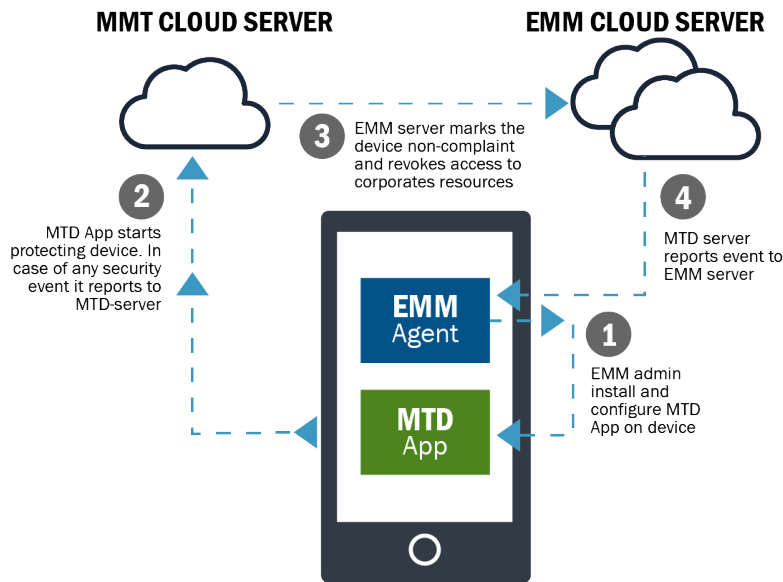 MMT CLOUD SERVER
EMM CLOUD SERVER
3
EMM server marks the
device non-complaint
and revokes access to
corporates resources
2
MTD App starts
protecting device. In
case of any security
event it reports to
MTD-server
4
MTD server
reports event to
EMM server
EMM
Agent
1
EMM admin
install and
configure MTD
App on device
MTD
App